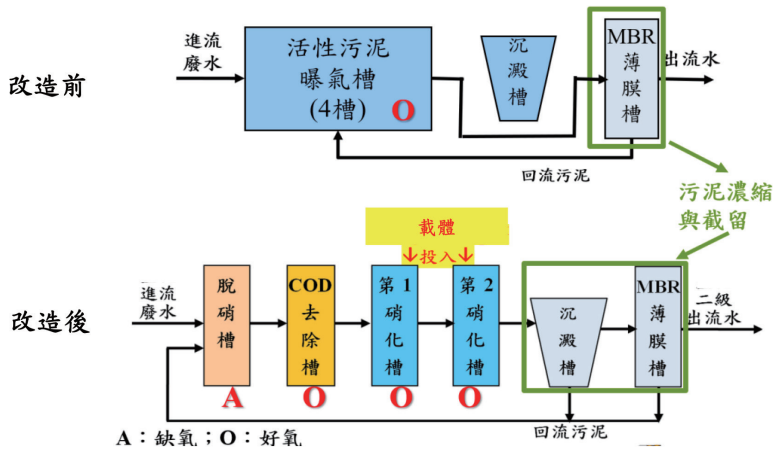 改造前
進流
廢水
活性污泥
曝氣槽
(4槽)
O
沉
澱
槽
MBR
薄
膜
槽
出流水
回流污泥
污泥濃縮
與截留
載體
↓投入↓
改造後
進流
廢水
脫
硝
槽
A
COD
去
除
槽
O
第1
硝
化
槽
O
第2
硝
化
槽
O
沉
澱
槽
MBR
薄
膜
槽
二級
出流水
回流污泥
A：缺氧；O：好氧